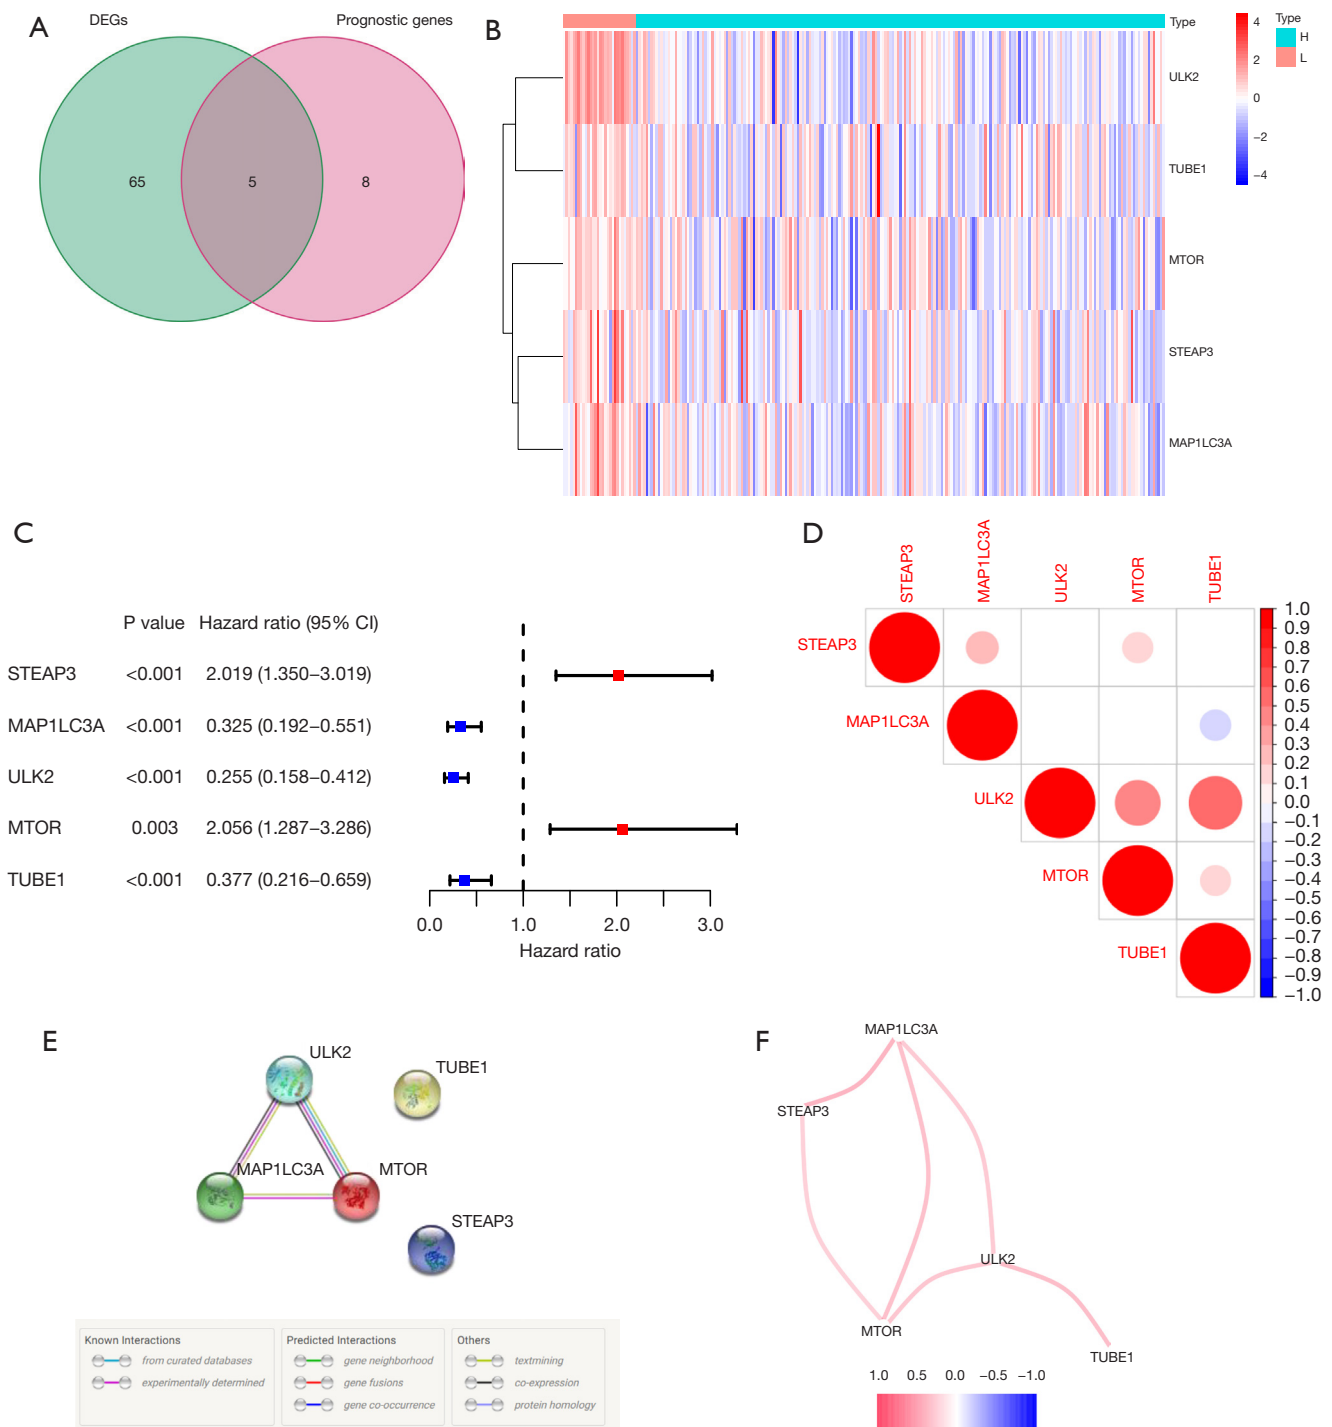 A
DEGs
Prognostic genes
65
5
8
B
Type
ULK2
TUBE1
MTOR
STEAP3
MAP1LC3A
4
2
0
−2
−4
Type
H
L
C
P value Hazard ratio (95% CI)
STEAP3 <0.001 2.019 (1.350−3.019)
MAP1LC3A <0.001 0.325 (0.192−0.551)
ULK2 <0.001 0.255 (0.158−0.412)
MTOR 0.003 2.056 (1.287−3.286)
TUBE1 <0.001 0.377 (0.216−0.659)
0.0 1.0 2.0 3.0
Hazard ratio
D
STEAP3
MAP1LC3A
ULK2
MTOR
TUBE1
STEAP3
MAP1LC3A
ULK2
MTOR
TUBE1
1.0
0.9
0.8
0.7
0.6
0.5
0.4
0.3
0.2
0.1
0.0
−0.1
−0.2
−0.3
−0.4
−0.5
−0.6
−0.7
−0.8
−0.9
−1.0
E
ULK2
TUBE1
MAP1LC3A
MTOR
STEAP3
Known Interactions
from curated databases
experimentally determined
Predicted Interactions
gene neighborhood
gene fusions
gene co-occurrence
Others
textmining
co-expression
protein homology
F
MAP1LC3A
STEAP3
ULK2
MTOR
TUBE1
1.0 0.5 0.0 −0.5 −1.0